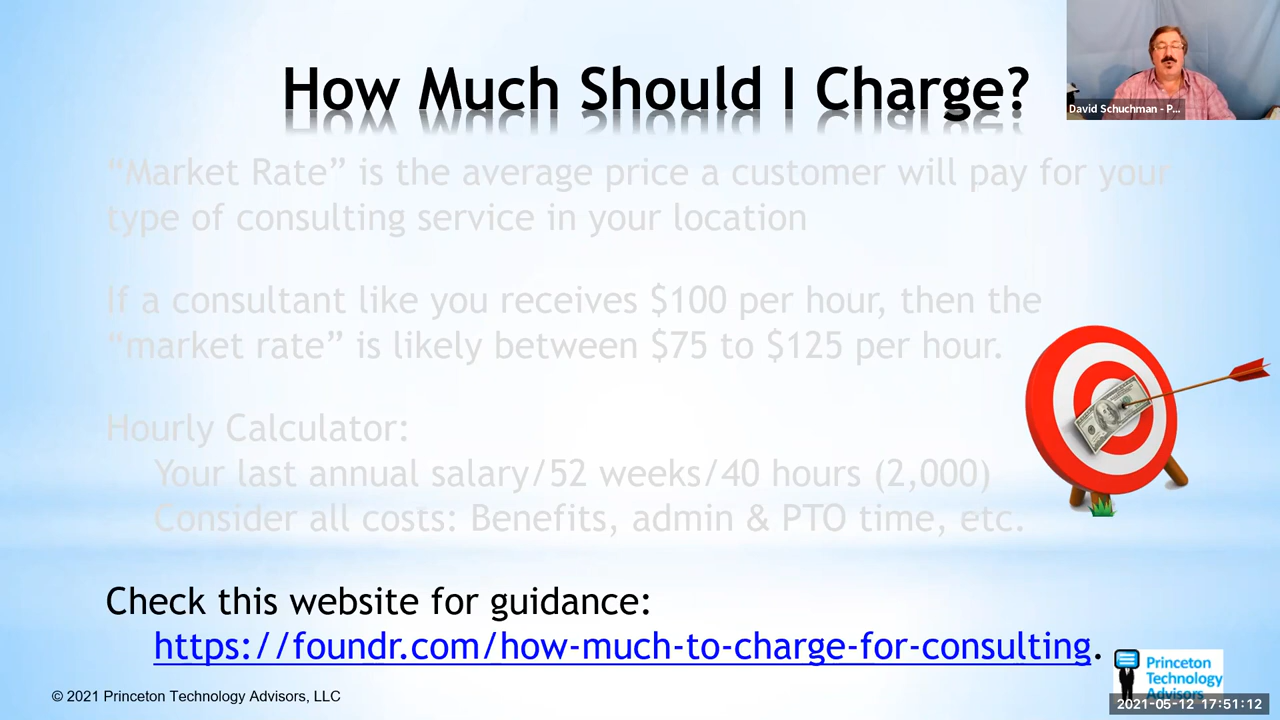 How Much Should I Charge?
David Schuchman - P...
“Market Rate” is the average price a customer will pay for your
type of consulting service in your location
If a consultant like you receives $100 per hour, then the
“market rate” is likely between $75 to $125 per hour.
Hourly Calculator:
Your last annual salary/52 weeks/40 hours (2,000)
Consider all costs: Benefits, admin & PTO time, etc.
Check this website for guidance:
https://foundr.com/how-much-to-charge-for-consulting.
Princeton
Technology
Advisors
© 2021 Princeton Technology Advisors, LLC
2021-05-12 17:51:12